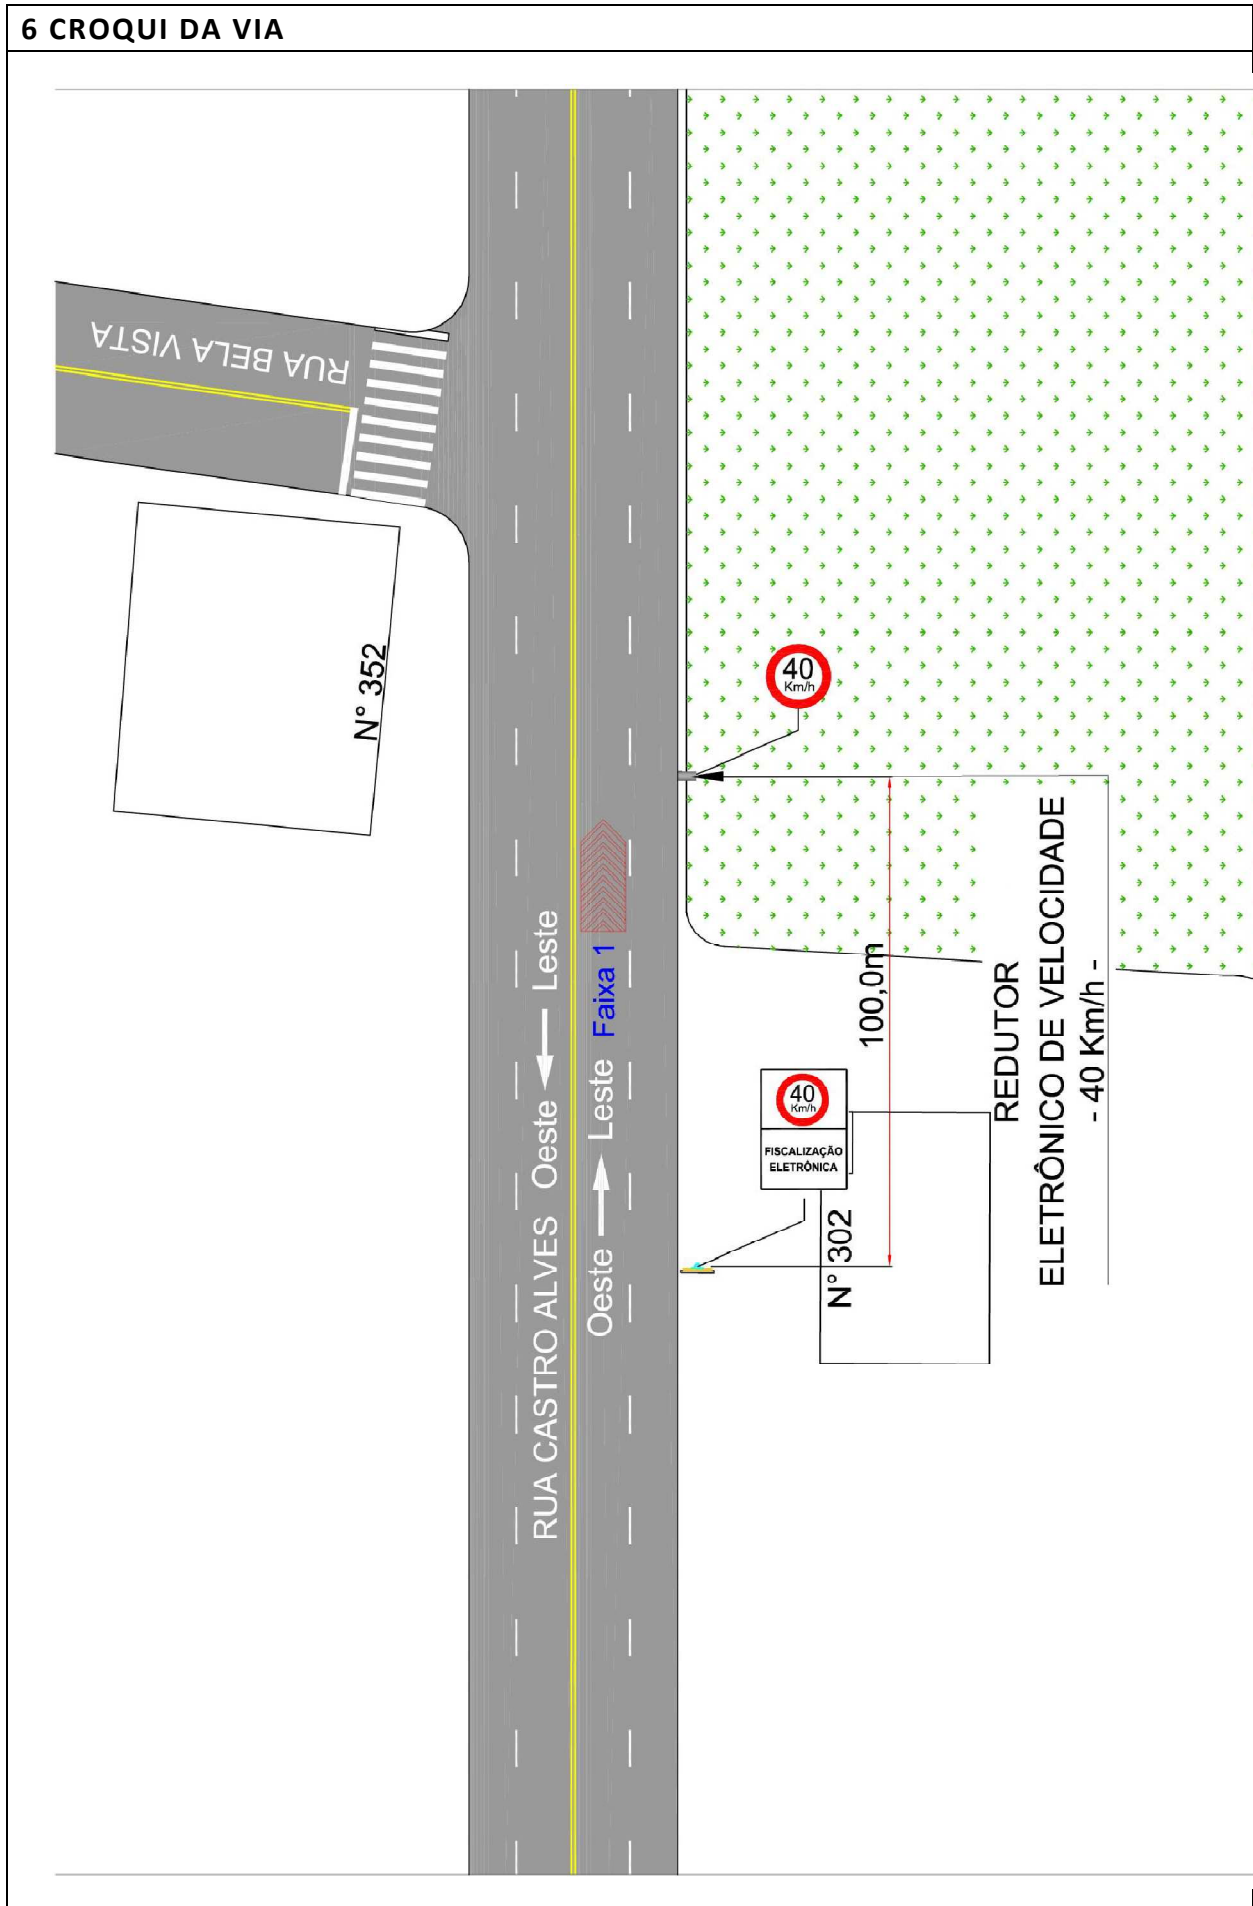 6 CROQUI DA VIA
RUA BELA VISTA
N° 352
40
Km/h
RUA CASTRO ALVES Oeste Leste
Oeste Leste Faixa 1
100,0m
40
Km/h
FISCALIZAÇÃO
ELETRÔNICA
N° 302
REDUTOR
ELETRÔNICO DE VELOCIDADE
- 40 Km/h -